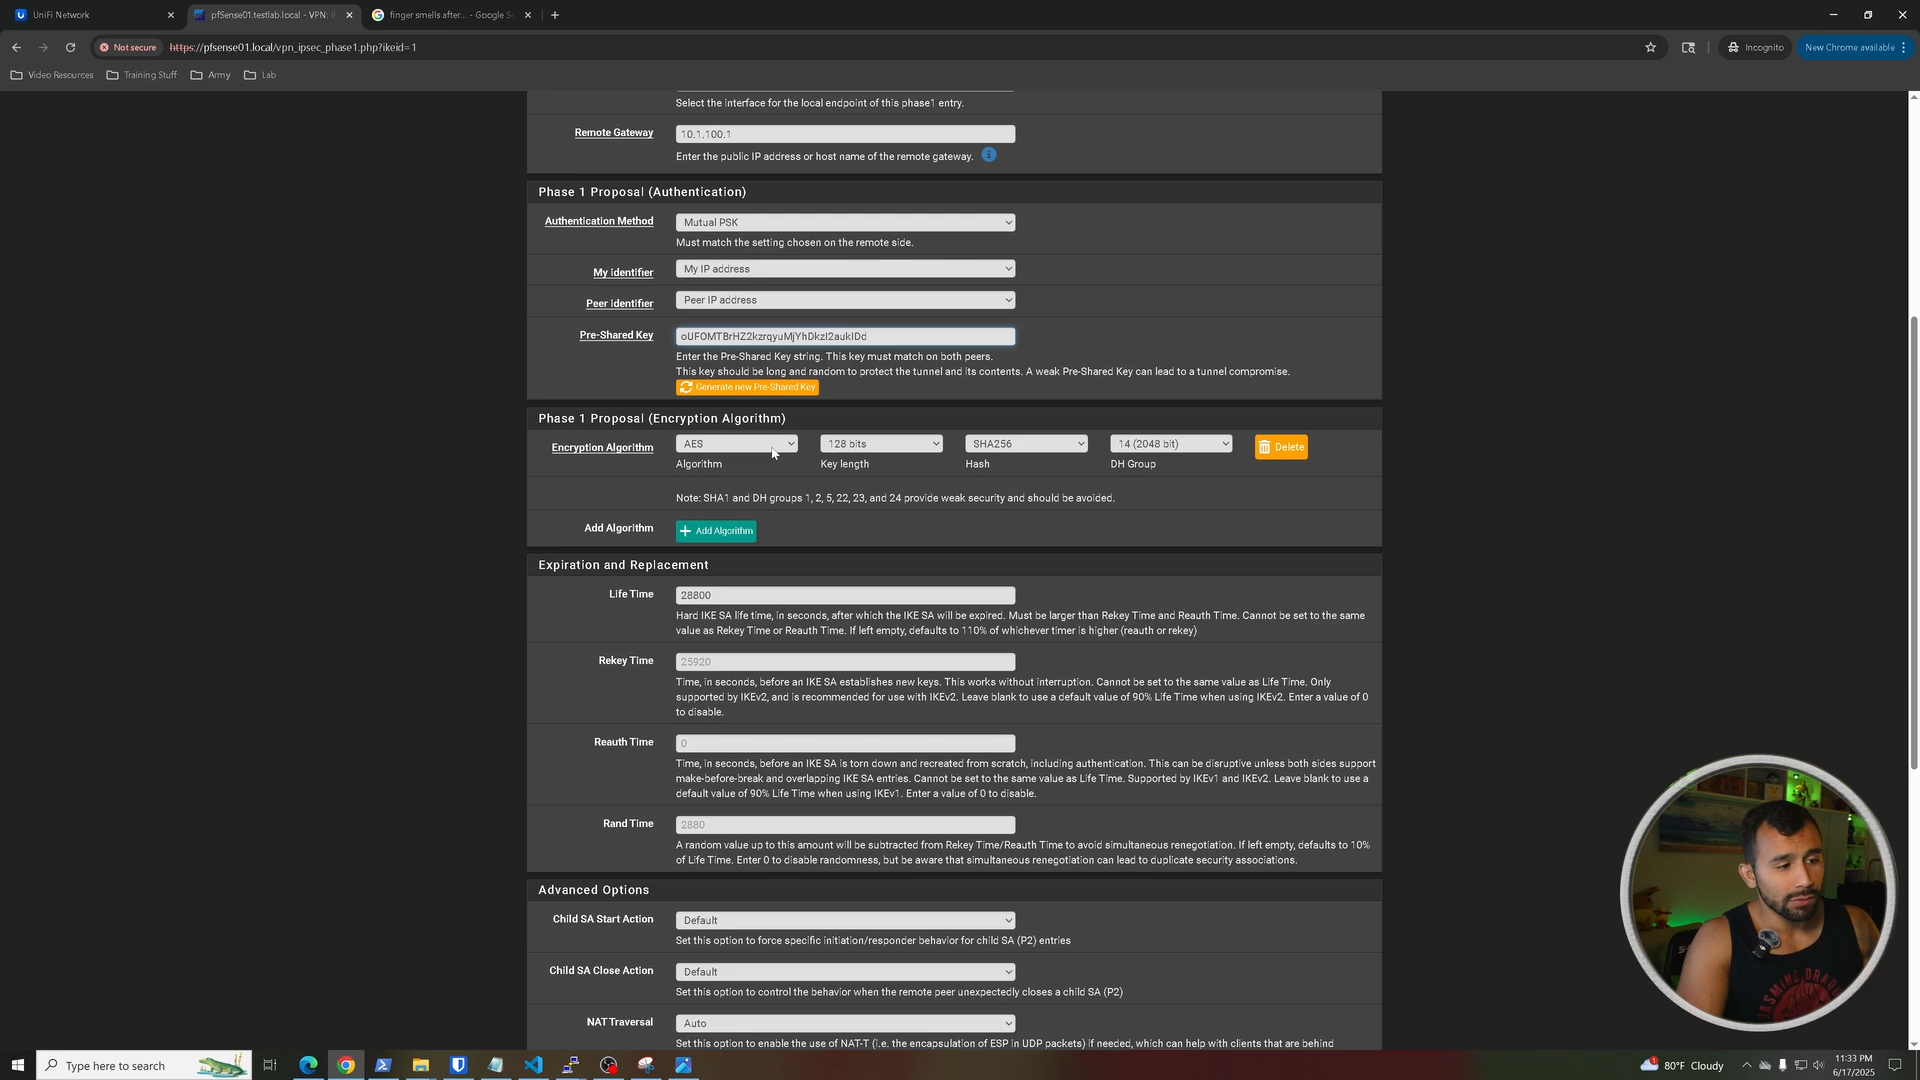 UniFi Network
pfSense01.testlab.local - VPN: I
finger smells after... - Google Se
Not secure
https://pfsense01.local/vpn_ipsec_phase1.php?ikeid=1
Incognito
New Chrome available
Video Resources
Training Stuff
Army
Lab
Select the interface for the local endpoint of this phase1 entry.
Remote Gateway
10.1.100.1
Enter the public IP address or host name of the remote gateway.
Phase 1 Proposal (Authentication)
Authentication Method
Mutual PSK
Must match the setting chosen on the remote side.
My identifier
My IP address
Peer identifier
Peer IP address
Pre-Shared Key
oUFOMTBrHZ2kzrqyuMjYhDkzI2aukIDd
Enter the Pre-Shared Key string. This key must match on both peers.
This key should be long and random to protect the tunnel and its contents. A weak Pre-Shared Key can lead to a tunnel compromise.
Generate new Pre-Shared Key
Phase 1 Proposal (Encryption Algorithm)
Encryption Algorithm
AES
128 bits
SHA256
14 (2048 bit)
Delete
Algorithm
Key length
Hash
DH Group
Note: SHA1 and DH groups 1, 2, 5, 22, 23, and 24 provide weak security and should be avoided.
Add Algorithm
Add Algorithm
Expiration and Replacement
Life Time
28800
Hard IKE SA life time, in seconds, after which the IKE SA will be expired. Must be larger than Rekey Time and Reauth Time. Cannot be set to the same
value as Rekey Time or Reauth Time. If left empty, defaults to 110% of whichever timer is higher (reauth or rekey)
Rekey Time
25920
Time, in seconds, before an IKE SA establishes new keys. This works without interruption. Cannot be set to the same value as Life Time. Only
supported by IKEv2, and is recommended for use with IKEv2. Leave blank to use a default value of 90% Life Time when using IKEv2. Enter a value of 0
to disable.
Reauth Time
0
Time, in seconds, before an IKE SA is torn down and recreated from scratch, including authentication. This can be disruptive unless both sides support
make-before-break and overlapping IKE SA entries. Cannot be set to the same value as Life Time. Supported by IKEv1 and IKEv2. Leave blank to use a
default value of 90% Life Time when using IKEv1. Enter a value of 0 to disable.
Rand Time
2880
A random value up to this amount will be subtracted from Rekey Time/Reauth Time to avoid simultaneous renegotiation. If left empty, defaults to 10%
of Life Time. Enter 0 to disable randomness, but be aware that simultaneous renegotiation can lead to duplicate security associations.
Advanced Options
Child SA Start Action
Default
Set this option to force specific initiation/responder behavior for child SA (P2) entries
Child SA Close Action
Default
Set this option to control the behavior when the remote peer unexpectedly closes a child SA (P2)
NAT Traversal
Auto
Set this option to enable the use of NAT-T (i.e. the encapsulation of ESP in UDP packets) if needed, which can help with clients that are behind
Type here to search
80°F Cloudy
11:33 PM
6/17/2025